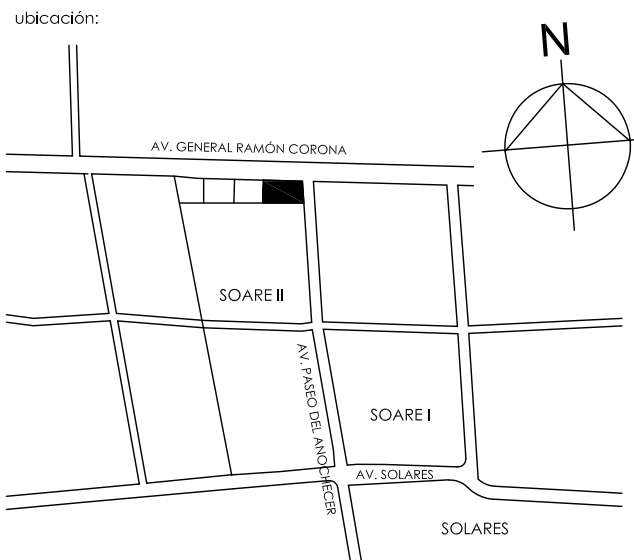 ubicación:
N
AV. GENERAL RAMÓN CORONA
SOARE II
AV. PASEO DEL ANOCHECER
SOARE I
AV. SOLARES
SOLARES